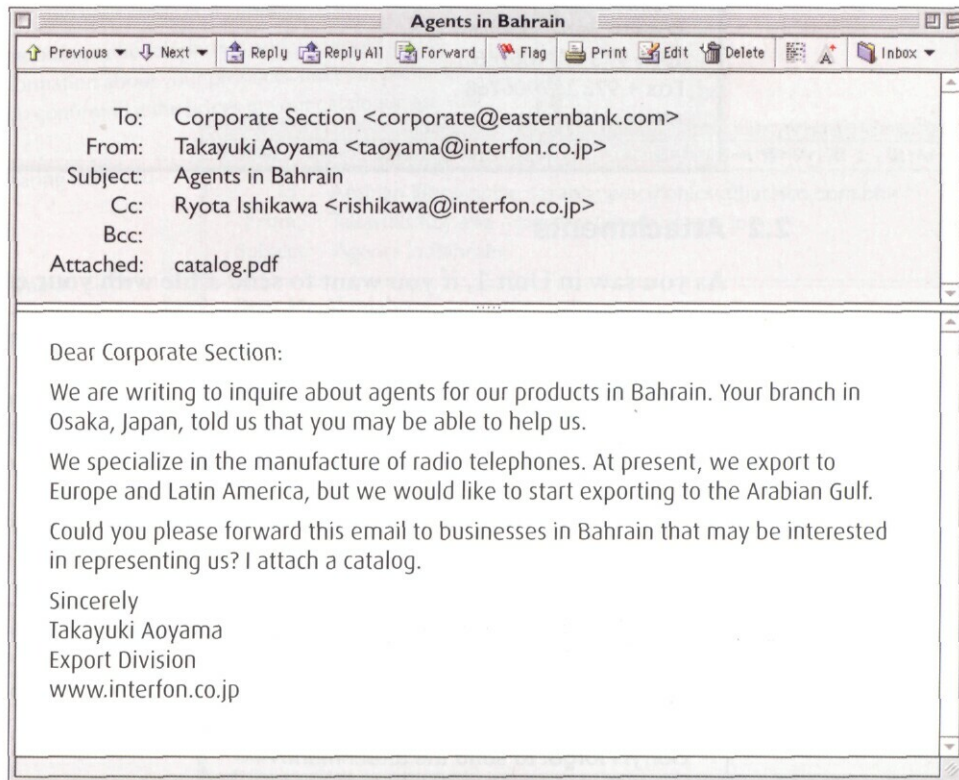 Agents in Bahrain
Previous Next Reply Reply All Forward Flag Print Edit Delete Inbox
To: Corporate Section <corporate@easternbank.com>
From: Takayuki Aoyama <taoyama@interfon.co.jp>
Subject: Agents in Bahrain
Cc: Ryota Ishikawa <rishikawa@interfon.co.jp>
Bcc:
Attached: catalog.pdf
Dear Corporate Section:
We are writing to inquire about agents for our products in Bahrain. Your branch in
Osaka, Japan, told us that you may be able to help us.
We specialize in the manufacture of radio telephones. At present, we export to
Europe and Latin America, but we would like to start exporting to the Arabian Gulf.
Could you please forward this email to businesses in Bahrain that may be interested
in representing us? I attach a catalog.
Sincerely
Takayuki Aoyama
Export Division
www.interfon.co.jp